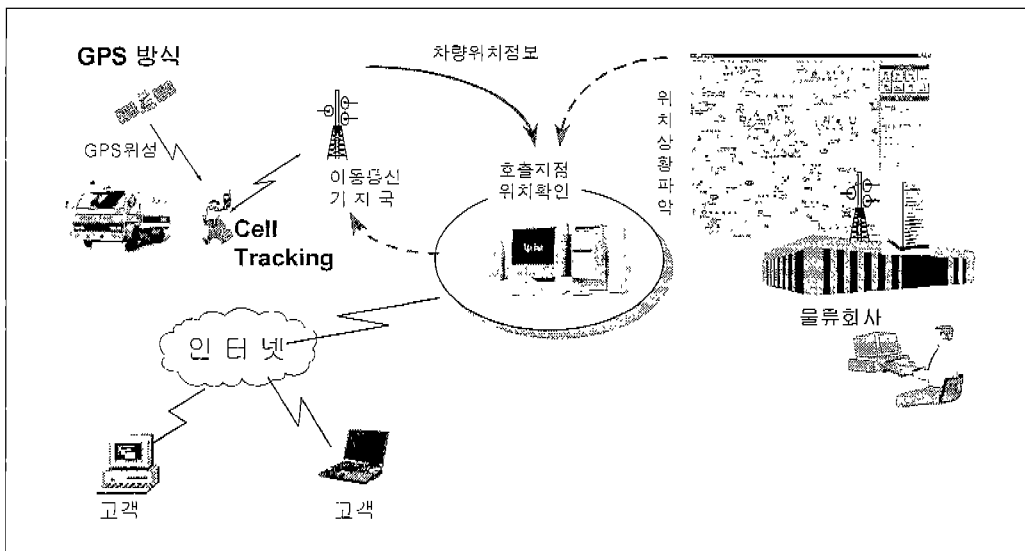 GPS 방식
차량위치정보
GPS위성
이동통신
기 지 국
Cell
Tracking
호출지점
위치확인
위치상황파악
물류회사
인 터 넷
고객
고객